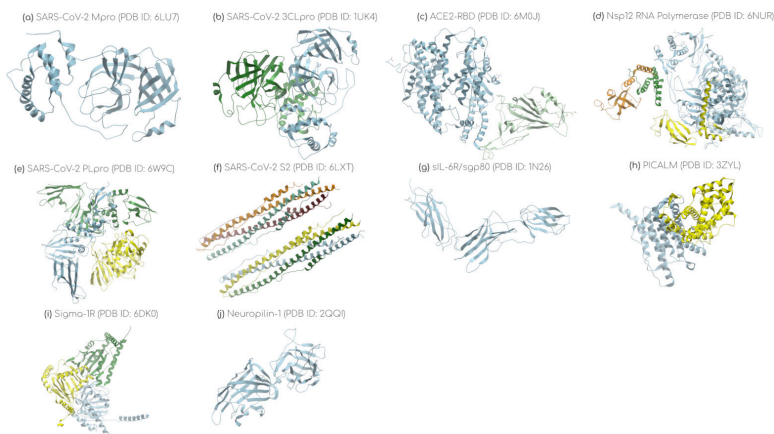 (a) SARS-CoV-2 Mpro (PDB ID: 6LU7)
(b) SARS-CoV-2 3CLpro (PDB ID: 1UK4)
(c) ACE2-RBD (PDB ID: 6M0J)
(d) Nsp12 RNA Polymerase (PDB ID: 6NUR)
(e) SARS-CoV-2 PLpro (PDB ID: 6W9C)
(f) SARS-CoV-2 S2 (PDB ID: 6LXT)
(g) sIL-6R/sgp80 (PDB ID: 1N26)
(h) PICALM (PDB ID: 3ZYL)
(i) Sigma-1R (PDB ID: 6DK0)
(j) Neuropilin-1 (PDB ID: 2QQI)